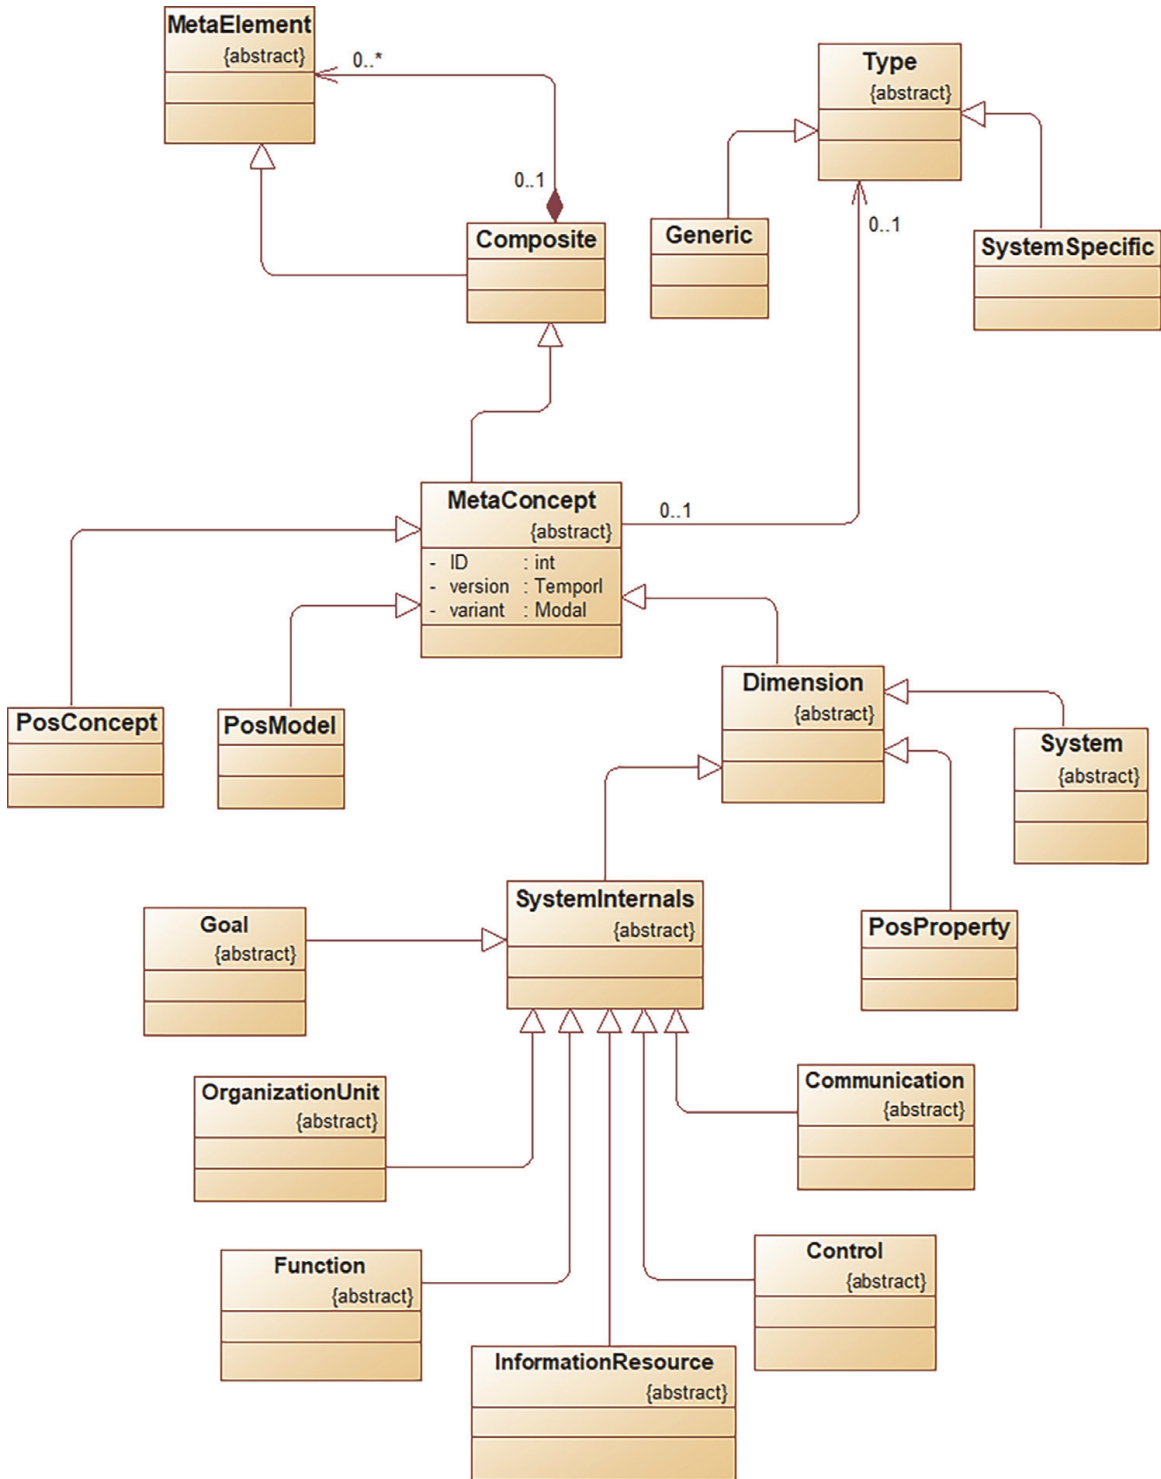 MetaElement
{abstract}
0..*
Type
{abstract}
0..1
Composite
Generic
0..1
SystemSpecific
MetaConcept
{abstract}
0..1
- ID : int
- version : Temporl
- variant : Modal
Dimension
{abstract}
PosConcept
PosModel
System
{abstract}
SystemInternals
{abstract}
Goal
{abstract}
PosProperty
OrganizationUnit
{abstract}
Communication
{abstract}
Function
{abstract}
Control
{abstract}
InformationResource
{abstract}